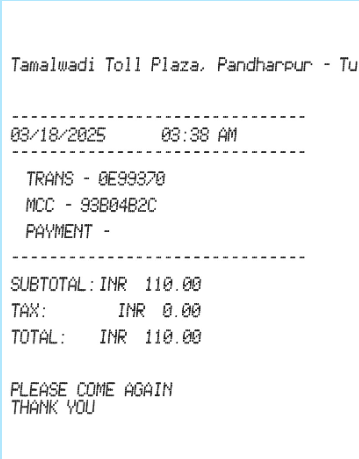 Tamalwadi Toll Plaza, Pandharpur - Tu
------------------------------
03/18/2025 03:38 AM
------------------------------
TRANS - 0E99370
MCC - 93B04B2C
PAYMENT -
------------------------------
SUBTOTAL: INR 110.00
TAX: INR 0.00
TOTAL: INR 110.00
PLEASE COME AGAIN
THANK YOU